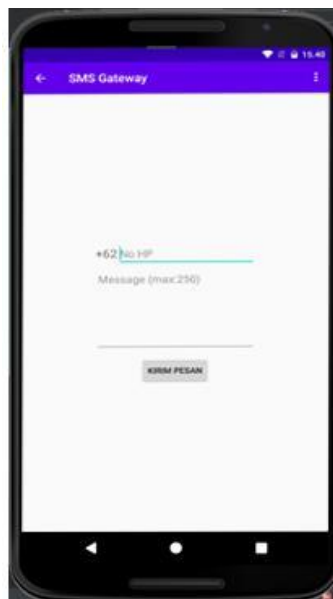 15.40
SMS Gateway
+62 No HP
Message (max:250)
KIRIM PESAN